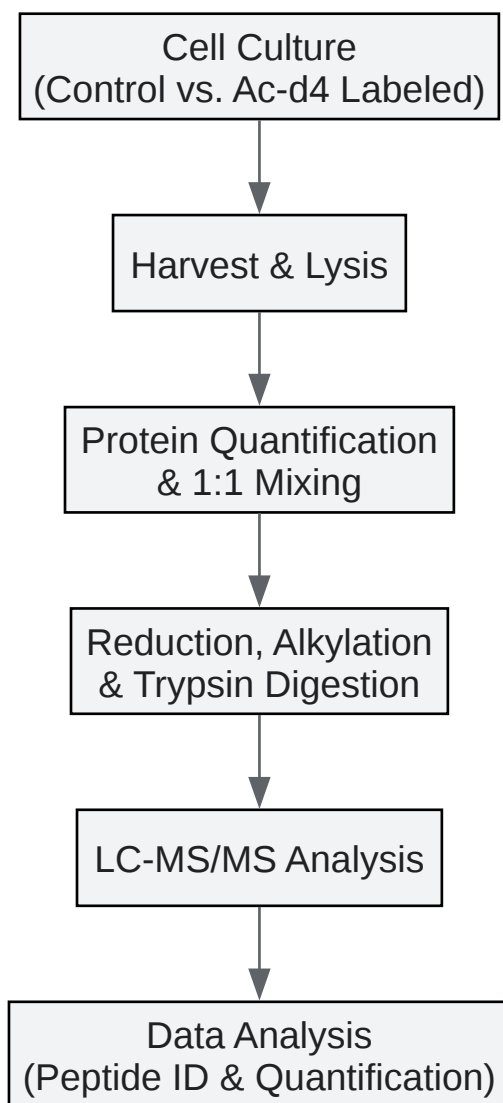 Cell Culture
(Control vs. Ac-d4 Labeled)
Harvest & Lysis
Protein Quantification
& 1:1 Mixing
Reduction, Alkylation
& Trypsin Digestion
LC-MS/MS Analysis
Data Analysis
(Peptide ID & Quantification)